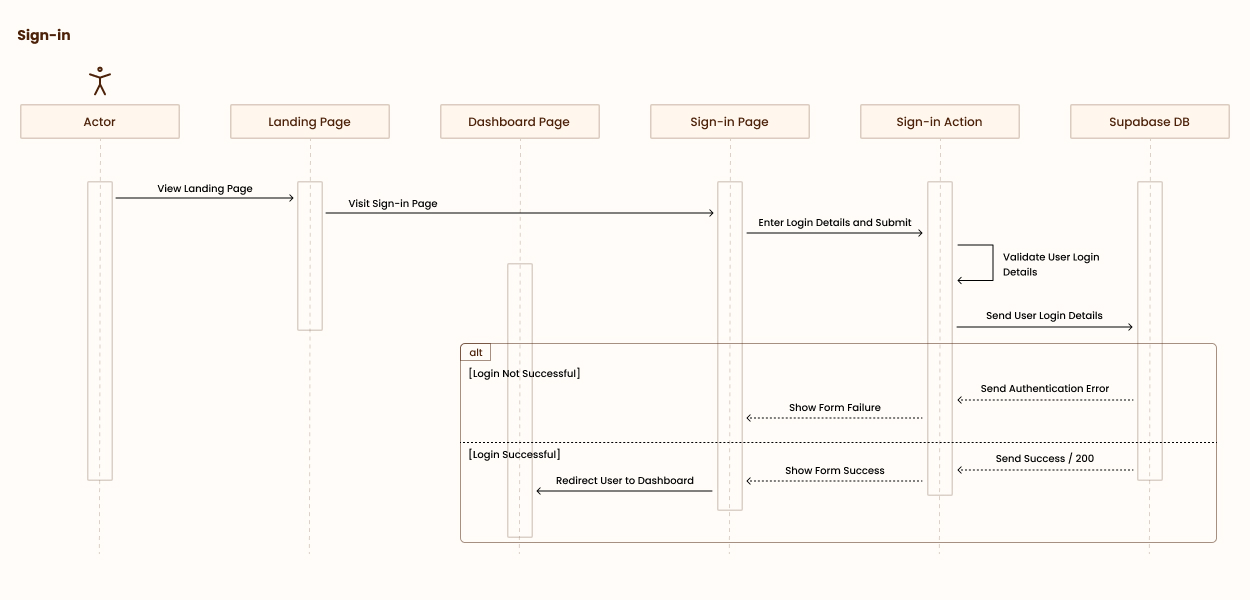 Sign-in
Actor
Landing Page
Dashboard Page
Sign-in Page
Sign-in Action
Supabase DB
View Landing Page
Visit Sign-in Page
Enter Login Details and Submit
Validate User Login
Details
Send User Login Details
alt
[Login Not Successful]
Send Authentication Error
Show Form Failure
[Login Successful]
Send Success / 200
Show Form Success
Redirect User to Dashboard